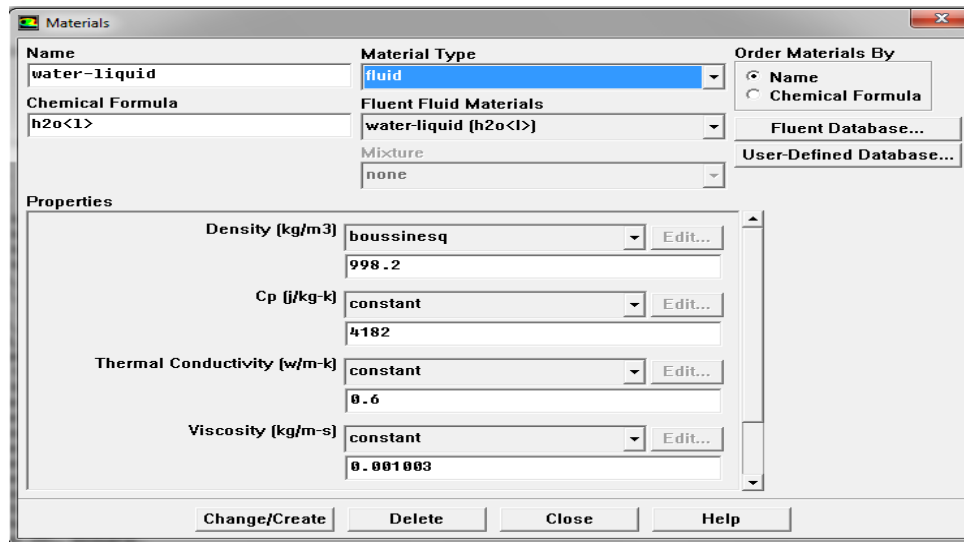 Materials
Name
water-liquid
Chemical Formula
h2o<l>
Material Type
fluid
Fluent Fluid Materials
water-liquid (h2o<l>)
Mixture
none
Order Materials By
Name
Chemical Formula
Fluent Database...
User-Defined Database...
Properties
Density (kg/m3) boussinesq Edit...
998.2
Cp (j/kg-k) constant Edit...
4182
Thermal Conductivity (w/m-k) constant Edit...
0.6
Viscosity (kg/m-s) constant Edit...
0.001003
Change/Create Delete Close Help